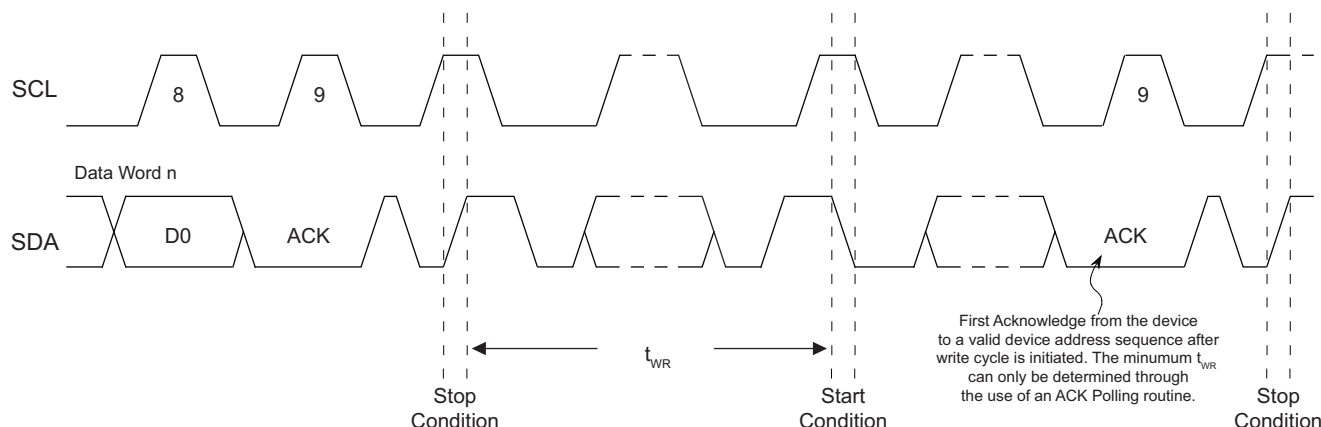 SCL
8
9
9
Data Word n
SDA
D0
ACK
ACK
First Acknowledge from the device
to a valid device address sequence after
write cycle is initiated. The minumum tWR
can only be determined through
the use of an ACK Polling routine.
tWR
Stop
Condition
Start
Condition
Stop
Condition